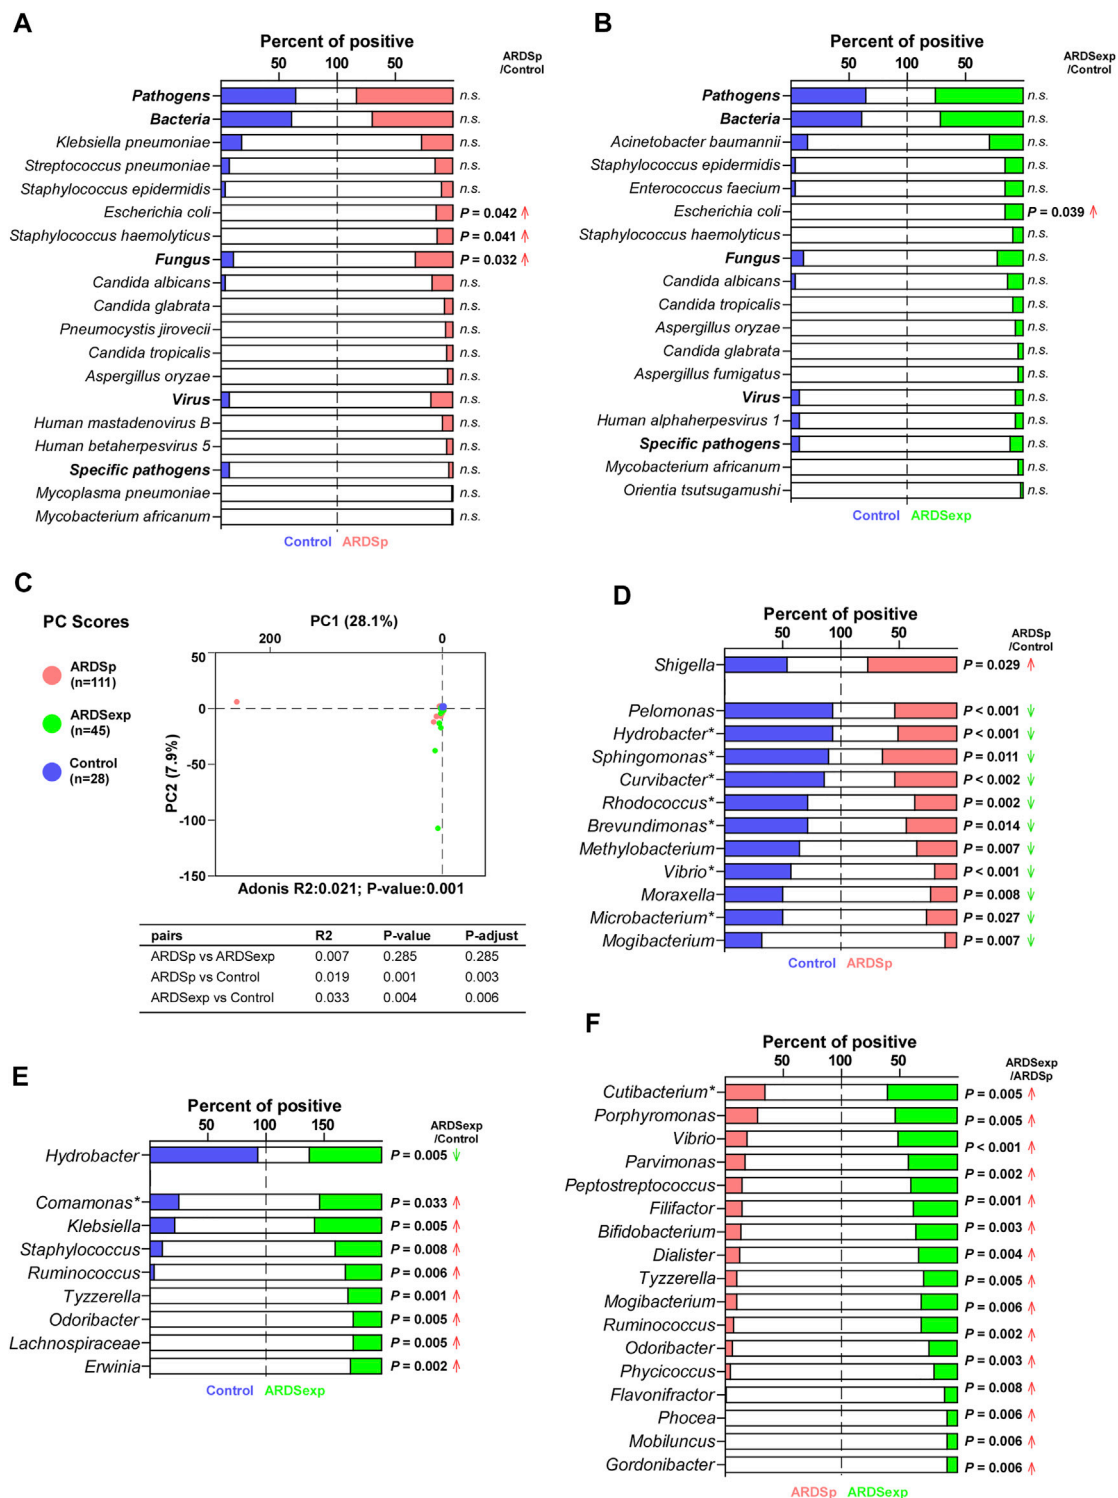 A
Percent of positive
ARDSp
/Control
50 100 50
Pathogens n.s.
Bacteria n.s.
Klebsiella pneumoniae n.s.
Streptococcus pneumoniae n.s.
Staphylococcus epidermidis n.s.
Escherichia coli P = 0.042
Staphylococcus haemolyticus P = 0.041
Fungus P = 0.032
Candida albicans n.s.
Candida glabrata n.s.
Pneumocystis jirovecii n.s.
Candida tropicalis n.s.
Aspergillus oryzae n.s.
Virus n.s.
Human mastadenovirus B n.s.
Human betaherpesvirus 5 n.s.
Specific pathogens n.s.
Mycoplasma pneumoniae n.s.
Mycobacterium africanum n.s.
Control ARDSp
B
Percent of positive
ARDSexp
/Control
50 100 50
Pathogens n.s.
Bacteria n.s.
Acinetobacter baumannii n.s.
Staphylococcus epidermidis n.s.
Enterococcus faecium n.s.
Escherichia coli P = 0.039
Staphylococcus haemolyticus n.s.
Fungus n.s.
Candida albicans n.s.
Candida tropicalis n.s.
Aspergillus oryzae n.s.
Candida glabrata n.s.
Aspergillus fumigatus n.s.
Virus n.s.
Human alphaherpesvirus 1 n.s.
Specific pathogens n.s.
Mycobacterium africanum n.s.
Orientia tsutsugamushi n.s.
Control ARDSexp
C
PC Scores
ARDSp
(n=111)
ARDSexp
(n=45)
Control
(n=28)
PC1 (28.1%)
200 0
50
0
-50
-100
-150
PC2 (7.9%)
Adonis R2:0.021; P-value:0.001
pairs R2 P-value P-adjust
ARDSp vs ARDSexp 0.007 0.285 0.285
ARDSp vs Control 0.019 0.001 0.003
ARDSexp vs Control 0.033 0.004 0.006
D
Percent of positive
ARDSp
/Control
50 100 50
Shigella P = 0.029
Pelomonas P < 0.001
Hydrobacter* P < 0.001
Sphingomonas* P = 0.011
Curvibacter* P < 0.002
Rhodococcus* P = 0.002
Brevundimonas* P = 0.014
Methylobacterium P = 0.007
Vibrio* P < 0.001
Moraxella P = 0.008
Microbacterium* P = 0.027
Mogibacterium P = 0.007
Control ARDSp
E
Percent of positive
ARDSexp
/Control
50 100 150
Hydrobacter P = 0.005
Comamonas* P = 0.033
Klebsiella P = 0.005
Staphylococcus P = 0.008
Ruminococcus P = 0.006
Tyzzerella P = 0.001
Odoribacter P = 0.005
Lachnospiraceae P = 0.005
Erwinia P = 0.002
Control ARDSexp
F
Percent of positive
ARDSexp
/ARDSp
50 100 50
Cutibacterium* P = 0.005
Porphyromonas P = 0.005
Vibrio P < 0.001
Parvimonas P = 0.002
Peptostreptococcus P = 0.001
Filifactor P = 0.003
Bifidobacterium P = 0.004
Dialister P = 0.005
Tyzzerella P = 0.006
Mogibacterium P = 0.002
Ruminococcus P = 0.003
Odoribacter P = 0.008
Phycicoccus P = 0.006
Flavonifractor P = 0.006
Phocea P = 0.006
Mobiluncus
Gordonibacter
ARDSp ARDSexp